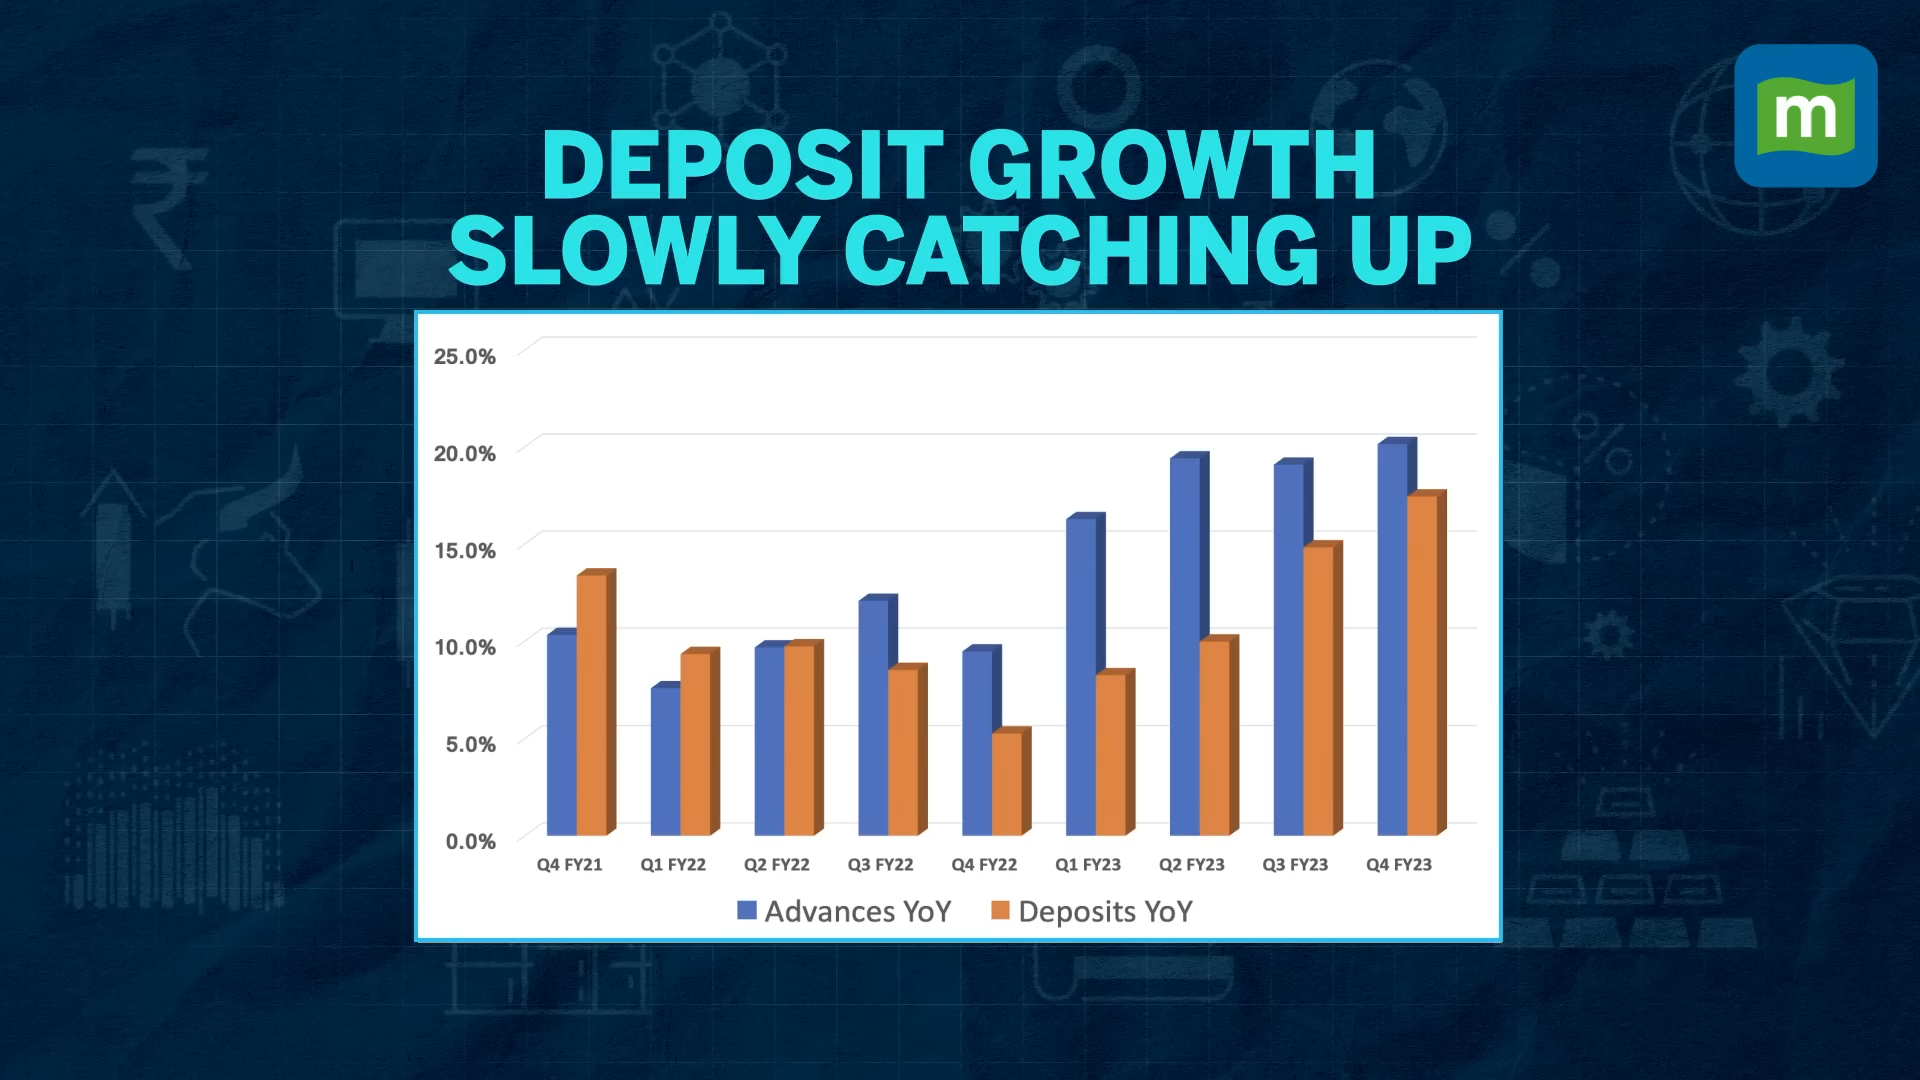 m
DEPOSIT GROWTH
SLOWLY CATCHING UP
25.0%
20.0%
15.0%
10.0%
5.0%
0.0%
Q4 FY21 Q1 FY22 Q2 FY22 Q3 FY22 Q4 FY22 Q1 FY23 Q2 FY23 Q3 FY23 Q4 FY23
Advances YoY Deposits YoY